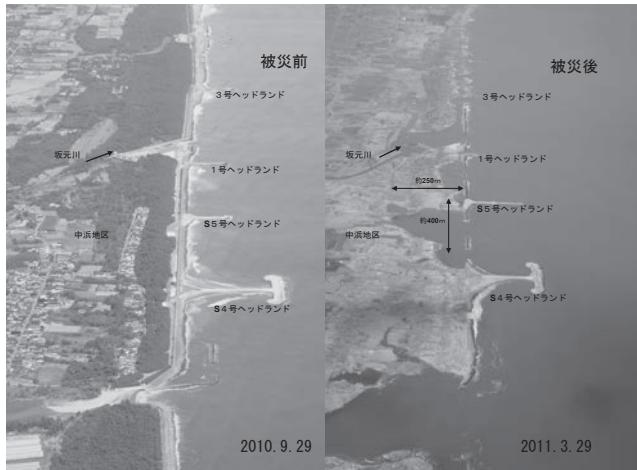 被災前
3号ヘッドランド
坂元川
1号ヘッドランド
S5号ヘッドランド
中浜地区
S4号ヘッドランド
2010.9.29
被災後
3号ヘッドランド
坂元川
1号ヘッドランド
約250m
S5号ヘッドランド
約400m
中浜地区
S4号ヘッドランド
2011.3.29